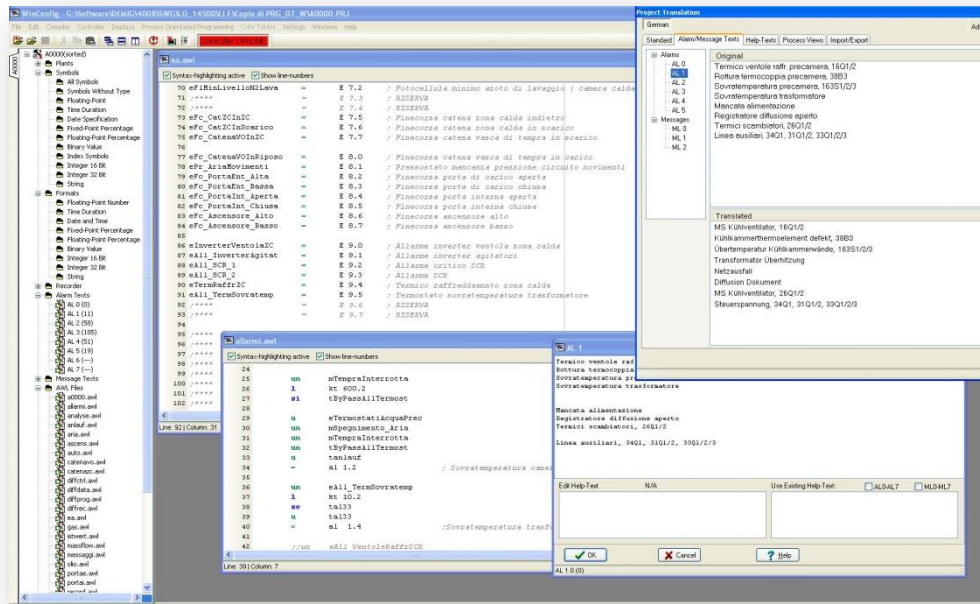 WinConfig - G:\Software\DEMIG\4008\SWG\LO_14500\LLF\Copia di PRG_07_W\A0000.PRJ
File Edit Compiler Controller Displays Process Orientated Programming Color Tables Settings Windows Help
Controller OFFLINE
A0000
A0000(sorted)
Plants
Symbols
All Symbols
Symbols Without Type
Floating-Point
Time Duration
Date Specification
Fixed-Point Percentage
Floating-Point Percentage
Binary Value
Index Symbols
Integer 16 Bit
Integer 32 Bit
String
Formats
Floating-Point Number
Time Duration
Date and Time
Fixed-Point Percentage
Floating-Point Percentage
Binary Value
Integer 16 Bit
Integer 32 Bit
String
Recorder
Alarm Texts
AL 0 (0)
AL 1 (11)
AL 2 (58)
AL 3 (105)
AL 4 (51)
AL 5 (19)
AL 6 (---)
AL 7 (---)
Message Texts
AWL Files
a0000.awl
allarmi.awl
analyse.awl
anlauf.awl
aria.awl
ascens.awl
auto.awl
catenavo.awl
catenazc.awl
diffctrl.awl
diffdata.awl
diffprog.awl
diffrec.awl
ea.awl
gas.awl
istwert.awl
massflow.awl
messaggi.awl
olio.awl
portae.awl
portai.awl
record.awl
ea.awl
Syntax-highlighting active Show line-numbers
70 eFiMinLivelloN2Lava = E 7.2 ; Fotocellula minimo azoto di lavaggio ( camera calda
71 ;**** = E 7.3 ; RISERVA
72 ;**** = E 7.4 ; RISERVA
73 eFc_CatZCInZC = E 7.5 ; Finecorsa catena zona calda indietro
74 eFc_CatZCInScarico = E 7.6 ; Finecorsa catena zona calda in scarico
75 eFc_CatenaVOInZC = E 7.7 ; Finecorsa catena vasca di tempra in scarico
76
77 eFc_CatenaVOInRiposo = E 8.0 ; Finecorsa catena vasca di tempra in carico
78 ePr_AriaMovimenti = E 8.1 ; Pressostato mancanza pressione circuito movimenti
79 eFc_PortaEnt_Alta = E 8.2 ; Finecorsa porta di carico aperta
80 eFc_PortaEnt_Bassa = E 8.3 ; Finecorsa porta di carico chiusa
81 eFc_PortaInt_Aperta = E 8.4 ; Finecorsa porta interna aperta
82 eFc_PortaInt_Chiusa = E 8.5 ; Finecorsa porta interna chiusa
83 eFc_Ascensore_Alto = E 8.6 ; Finecorsa ascensore alto
84 eFc_Ascensore_Basso = E 8.7 ; Finecorsa ascensore basso
85
86 eInverterVentolaZC = E 9.0 ; Allarme inverter ventola zona calda
87 eAll_InverterAgitat = E 9.1 ; Allarme inverter agitatori
88 eAll_SCR_1 = E 9.2 ; Allarme critico SCR
89 eAll_SCR_2 = E 9.3 ; Allarme SCR
90 eTermRaffrZC = E 9.4 ; Termico raffreddaemnto zona calda
91 eAll_TermSovratemp = E 9.5 ; Termostato sovratemperatura trasformatore
92 ;**** = E 9.6 ; RISERVA
93 ;**** = E 9.7 ; RISERVA
94
95 ;****
96 ;****
97 ;****
98 ;****
99 ;****
100 ;****
101 ;****
102 ;****
Line: 92 | Column: 31
allarmi.awl
Syntax-highlighting active Show line-numbers
24
25 un mTempraInterrotta
26 l kt 600.2
27 si tByPassAllTermost
28
29 u eTermostatiAcquaPrec
30 un mSpegnimento_Aria
31 un mTempraInterrotta
32 un tByPassAllTermost
33 u tanlauf
34 = al 1.2 ; Sovratemperatura camer
35
36 un eAll_TermSovratemp
37 l kt 10.2
38 se tal33
39 u tal33
40 = al 1.4 ;Sovratemperatura trasf
41
42 ;;un eAll_VentoleRaffrSCR
Line: 39 | Column: 7
AL 1
Termico ventole raf
Rottura termocoppia
Sovratemperatura pr
Sovratemperatura trasformatore
Mancata alimentazione
Registratore diffusione aperto
Termici scambiatori, 26Q1/2
Linea ausiliari, 34Q1, 31Q1/2, 33Q1/2/3
Edit Help-Text N/A Use Existing Help-Text: AL0-AL7 ML0-ML7
OK Cancel Help
AL 1.0 (0)
Project Translation
German
Ad
Standard Alarm/Message Texts Help-Texts Process Views Import/Export
Alarms
AL 0
AL 1
AL 2
AL 3
AL 4
AL 5
Messages
ML 0
ML 1
ML 2
Original
Termico ventole raffr. precamera, 16Q1/2
Rottura termocoppia precamera, 38B3
Sovratemperatura precamera, 163S1/2/3
Sovratemperatura trasformatore
Mancata alimentazione
Registratore diffusione aperto
Termici scambiatori, 26Q1/2
Linea ausiliari, 34Q1, 31Q1/2, 33Q1/2/3
Translated
MS Kühlventilator, 16Q1/2
Kühlkammerthermoelement defekt, 38B3
Übertemperatur Kühlkammerwände, 163S1/2/3
Transformator Überhitzung
Netzausfall
Diffusion Dokument
MS Kühlventilator, 26Q1/2
Steuerspannung, 34Q1, 31Q1/2, 33Q1/2/3